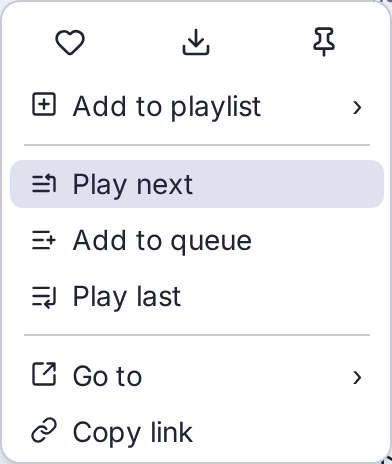 Add to playlist
Play next
Add to queue
Play last
Go to
Copy link